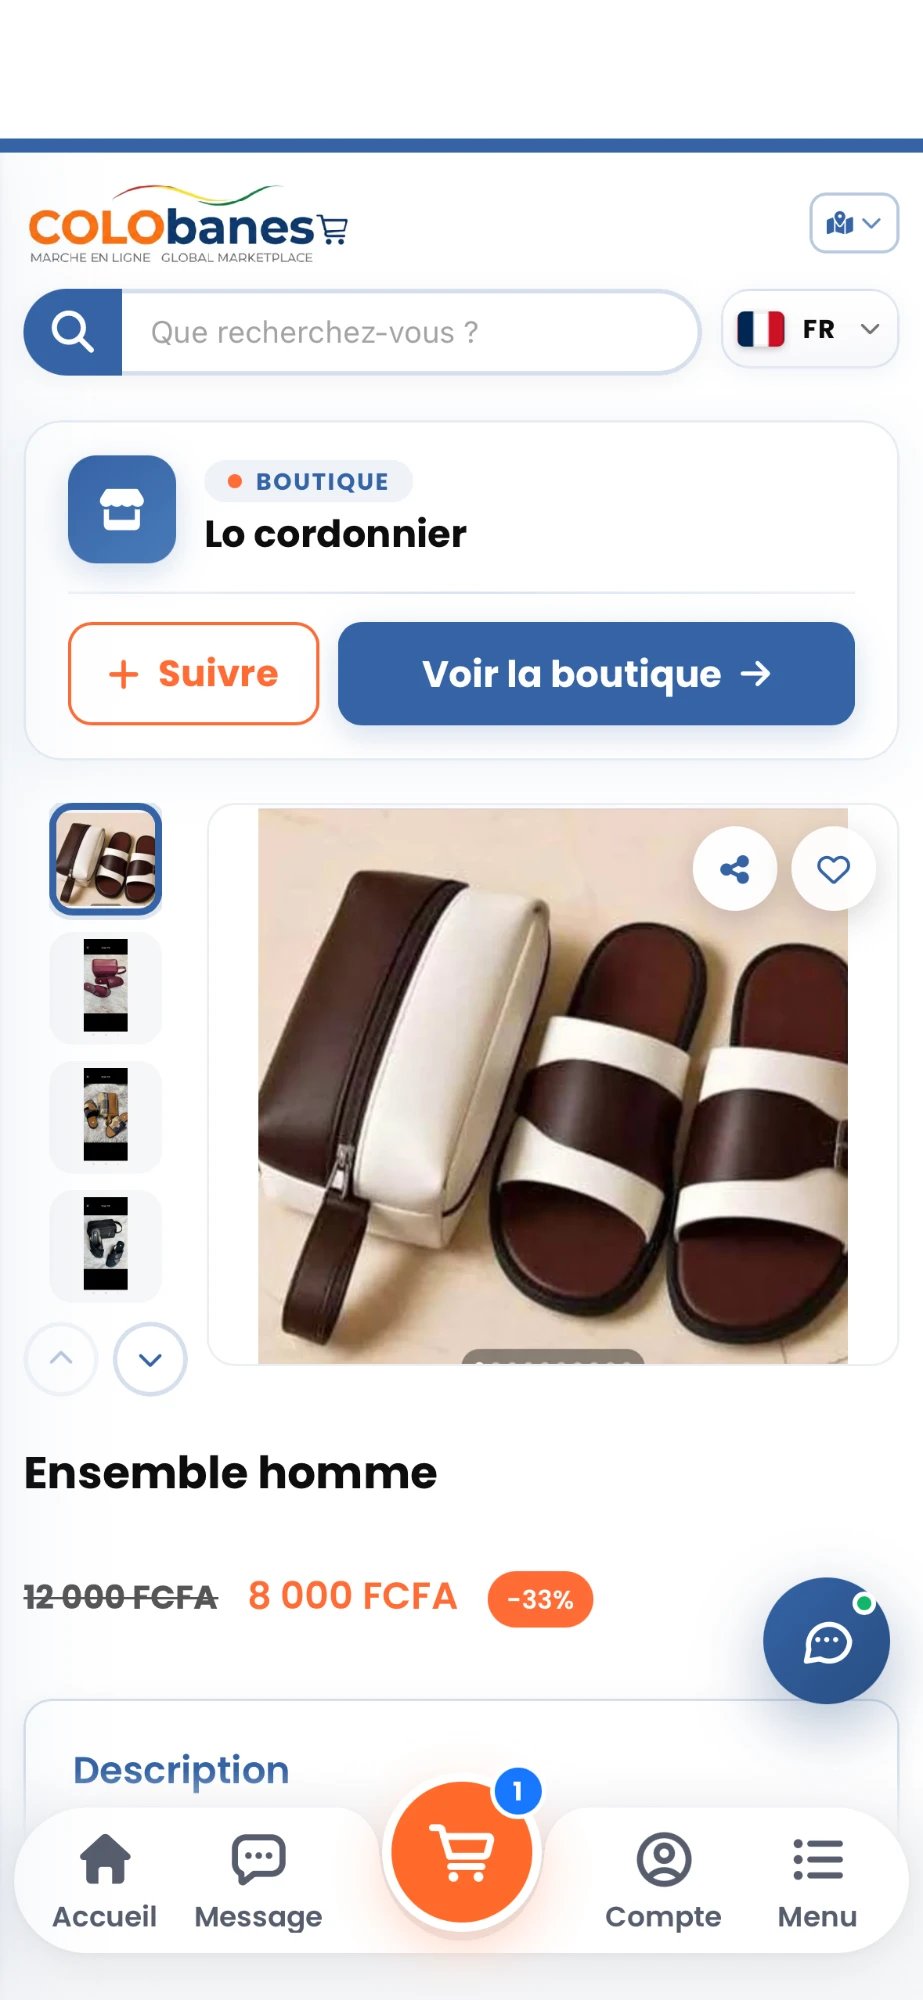 COLObanes
MARCHE EN LIGNE GLOBAL MARKETPLACE
Que recherchez-vous ?
FR
BOUTIQUE
Lo cordonnier
+ Suivre
Voir la boutique →
Ensemble homme
12 000 FCFA 8 000 FCFA -33%
Description
1
Accueil Message Compte Menu